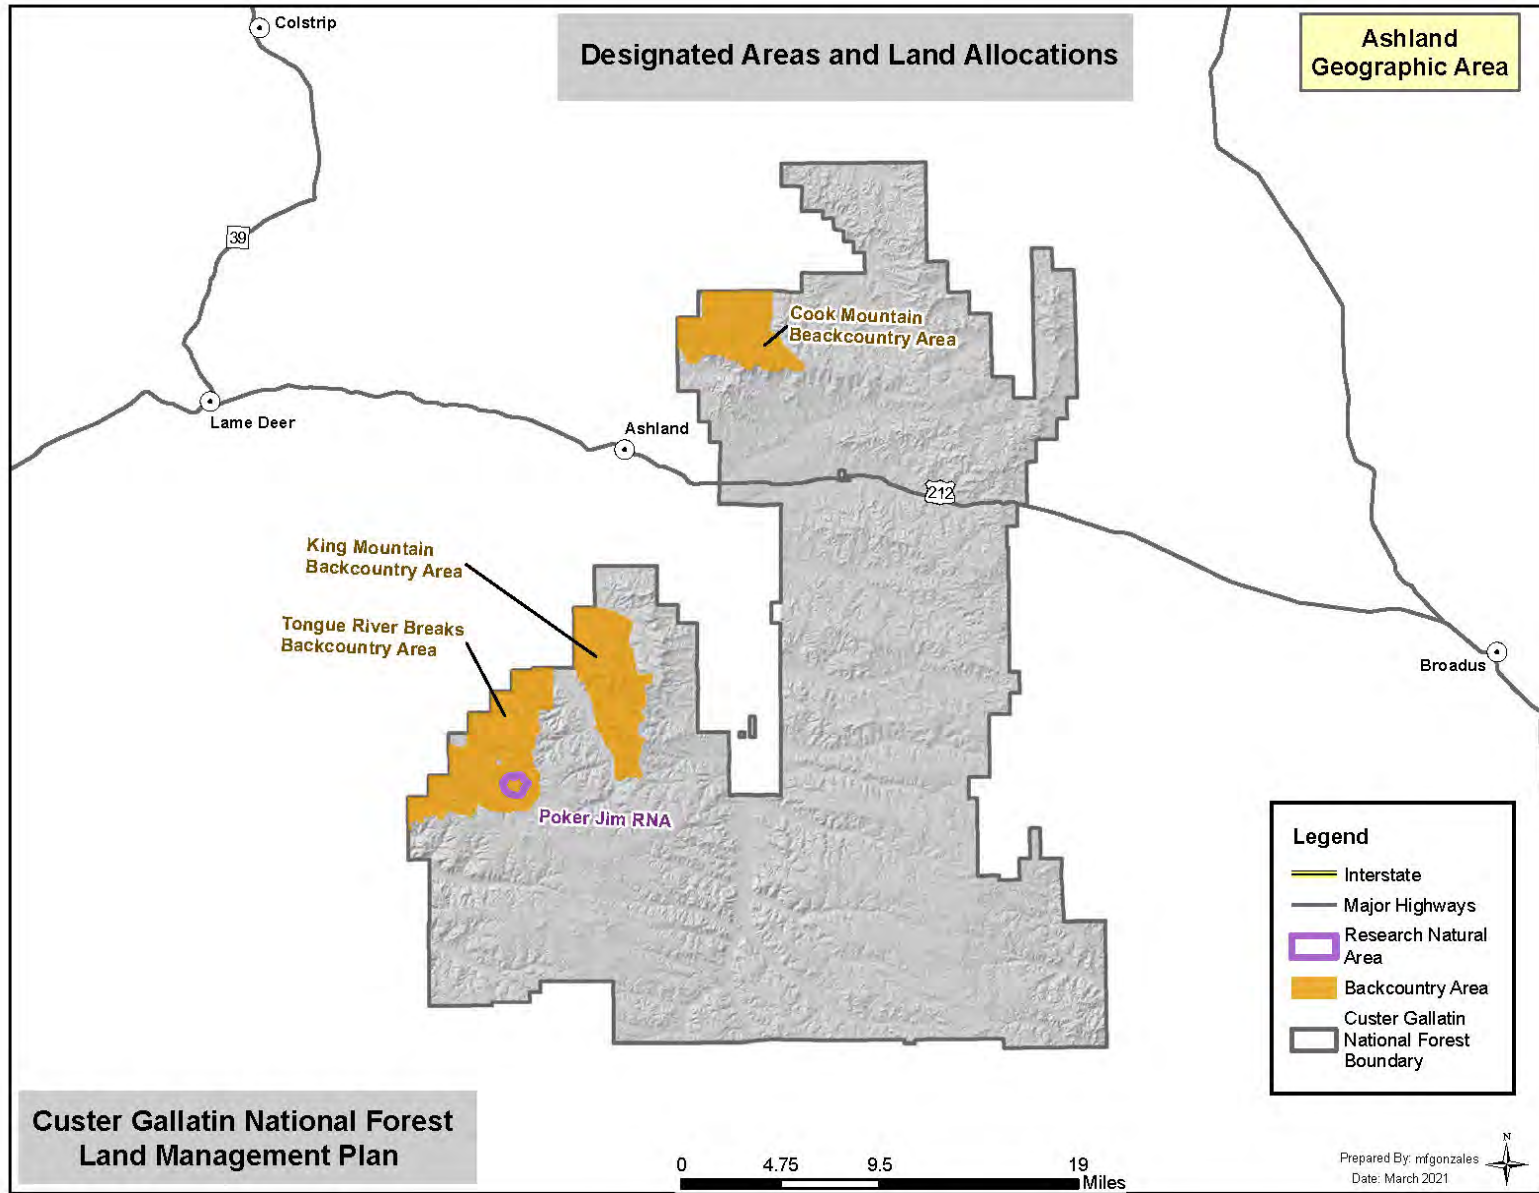 Colstrip
Designated Areas and Land Allocations
Ashland
Geographic Area
39
Cook Mountain
Beackcountry Area
Lame Deer
Ashland
212
King Mountain
Backcountry Area
Tongue River Breaks
Backcountry Area
Broadus
Poker Jim RNA
Legend
Interstate
Major Highways
Research Natural
Area
Backcountry Area
Custer Gallatin
National Forest
Boundary
Custer Gallatin National Forest
Land Management Plan
0 4.75 9.5 19
Miles
N
Prepared By: mfgonzales
Date: March 2021